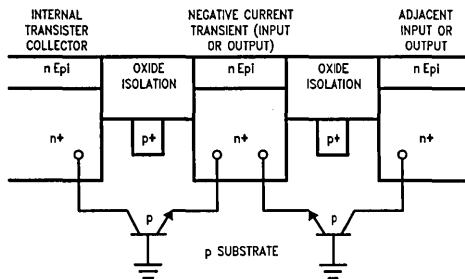 INTERNAL
TRANSISTER
COLLECTOR
NEGATIVE CURRENT
TRANSIENT (INPUT
OR OUTPUT)
ADJACENT
INPUT OR
OUTPUT
n Epi
OXIDE
ISOLATION
n Epi
OXIDE
ISOLATION
n Epi
n+
p+
n+
p+
n+
p
p
p SUBSTRATE